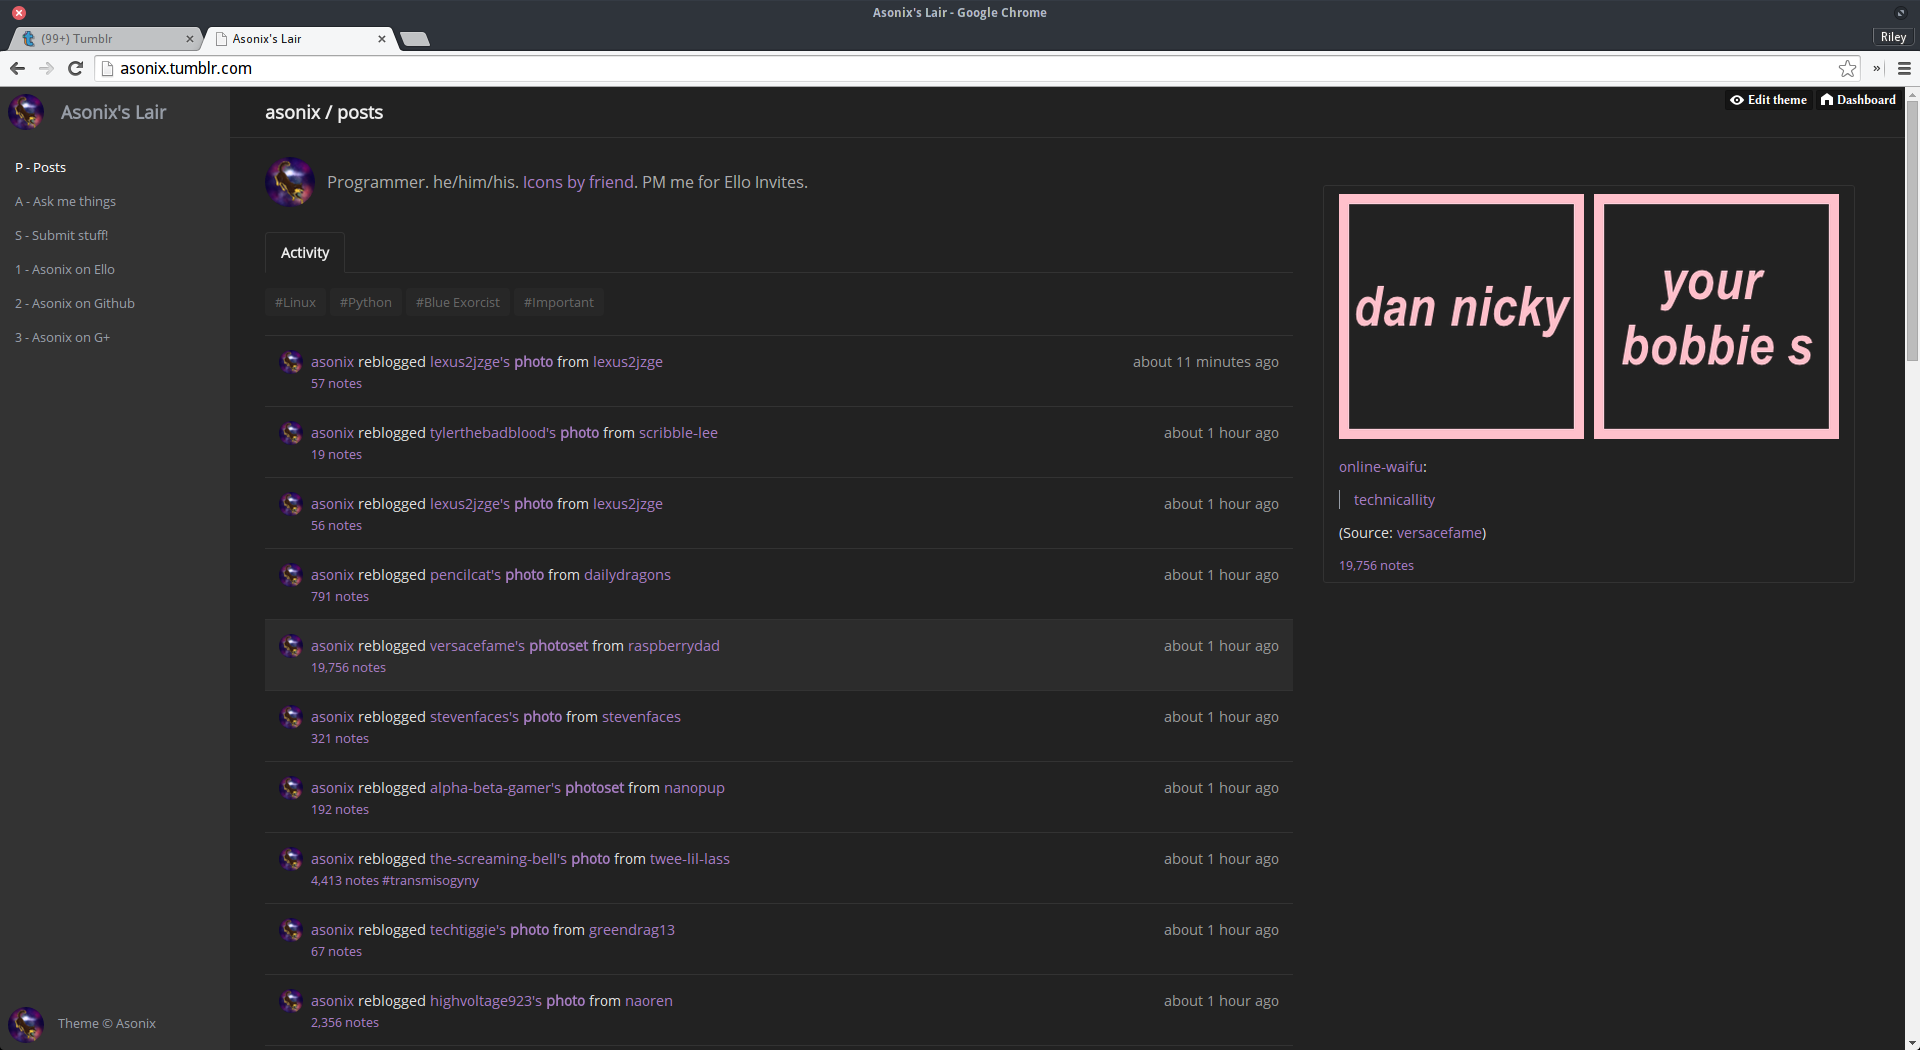 Asonix's Lair - Google Chrome
(99+) Tumblr
Asonix's Lair
Riley
asonix.tumblr.com
»
Asonix's Lair
P - Posts
A - Ask me things
S - Submit stuff!
1 - Asonix on Ello
2 - Asonix on Github
3 - Asonix on G+
Theme © Asonix
asonix / posts
Edit theme
Dashboard
Programmer. he/him/his. Icons by friend. PM me for Ello Invites.
Activity
#Linux #Python #Blue Exorcist #Important
asonix reblogged lexus2jzge's photo from lexus2jzge about 11 minutes ago
57 notes
asonix reblogged tylerthebadblood's photo from scribble-lee about 1 hour ago
19 notes
asonix reblogged lexus2jzge's photo from lexus2jzge about 1 hour ago
56 notes
asonix reblogged pencilcat's photo from dailydragons about 1 hour ago
791 notes
asonix reblogged versacefame's photoset from raspberrydad about 1 hour ago
19,756 notes
asonix reblogged stevenfaces's photo from stevenfaces about 1 hour ago
321 notes
asonix reblogged alpha-beta-gamer's photoset from nanopup about 1 hour ago
192 notes
asonix reblogged the-screaming-bell's photo from twee-lil-lass about 1 hour ago
4,413 notes #transmisogyny
asonix reblogged techtiggie's photo from greendrag13 about 1 hour ago
67 notes
asonix reblogged highvoltage923's photo from naoren about 1 hour ago
2,356 notes
dan nicky
your
bobbie s
online-waifu:
technicallity
(Source: versacefame)
19,756 notes